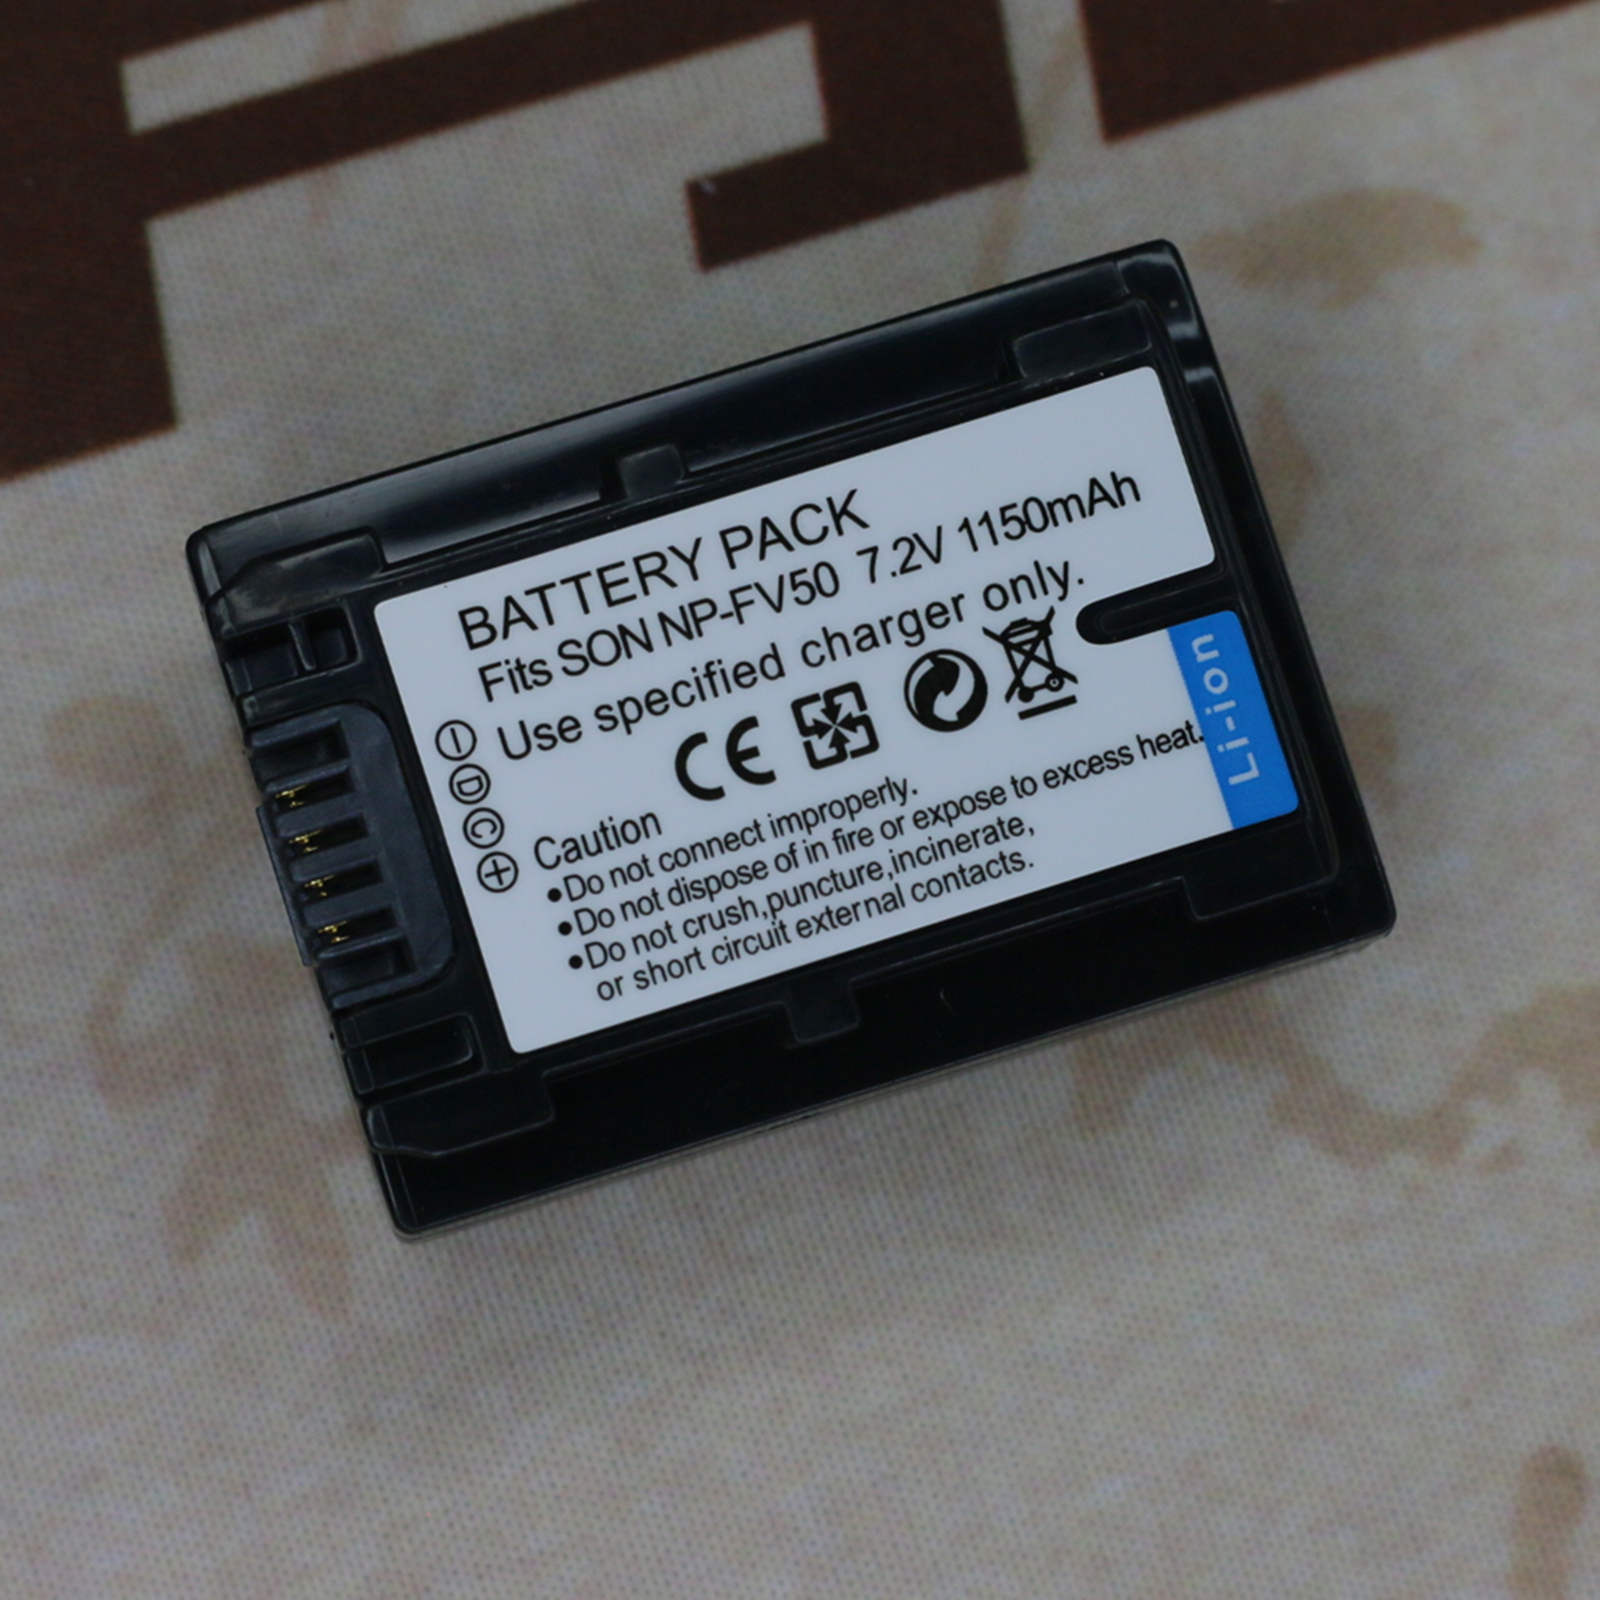 BATTERY PACK
Fits SON NP-FV50 7.2V 1150mAh
Use specified charger only.
D
C
CE
Li-ion
Caution
•Do not connect improperly.
•Do not dispose of in fire or expose to excess heat.
•Do not crush,puncture,incinerate,
or short circuit external contacts.